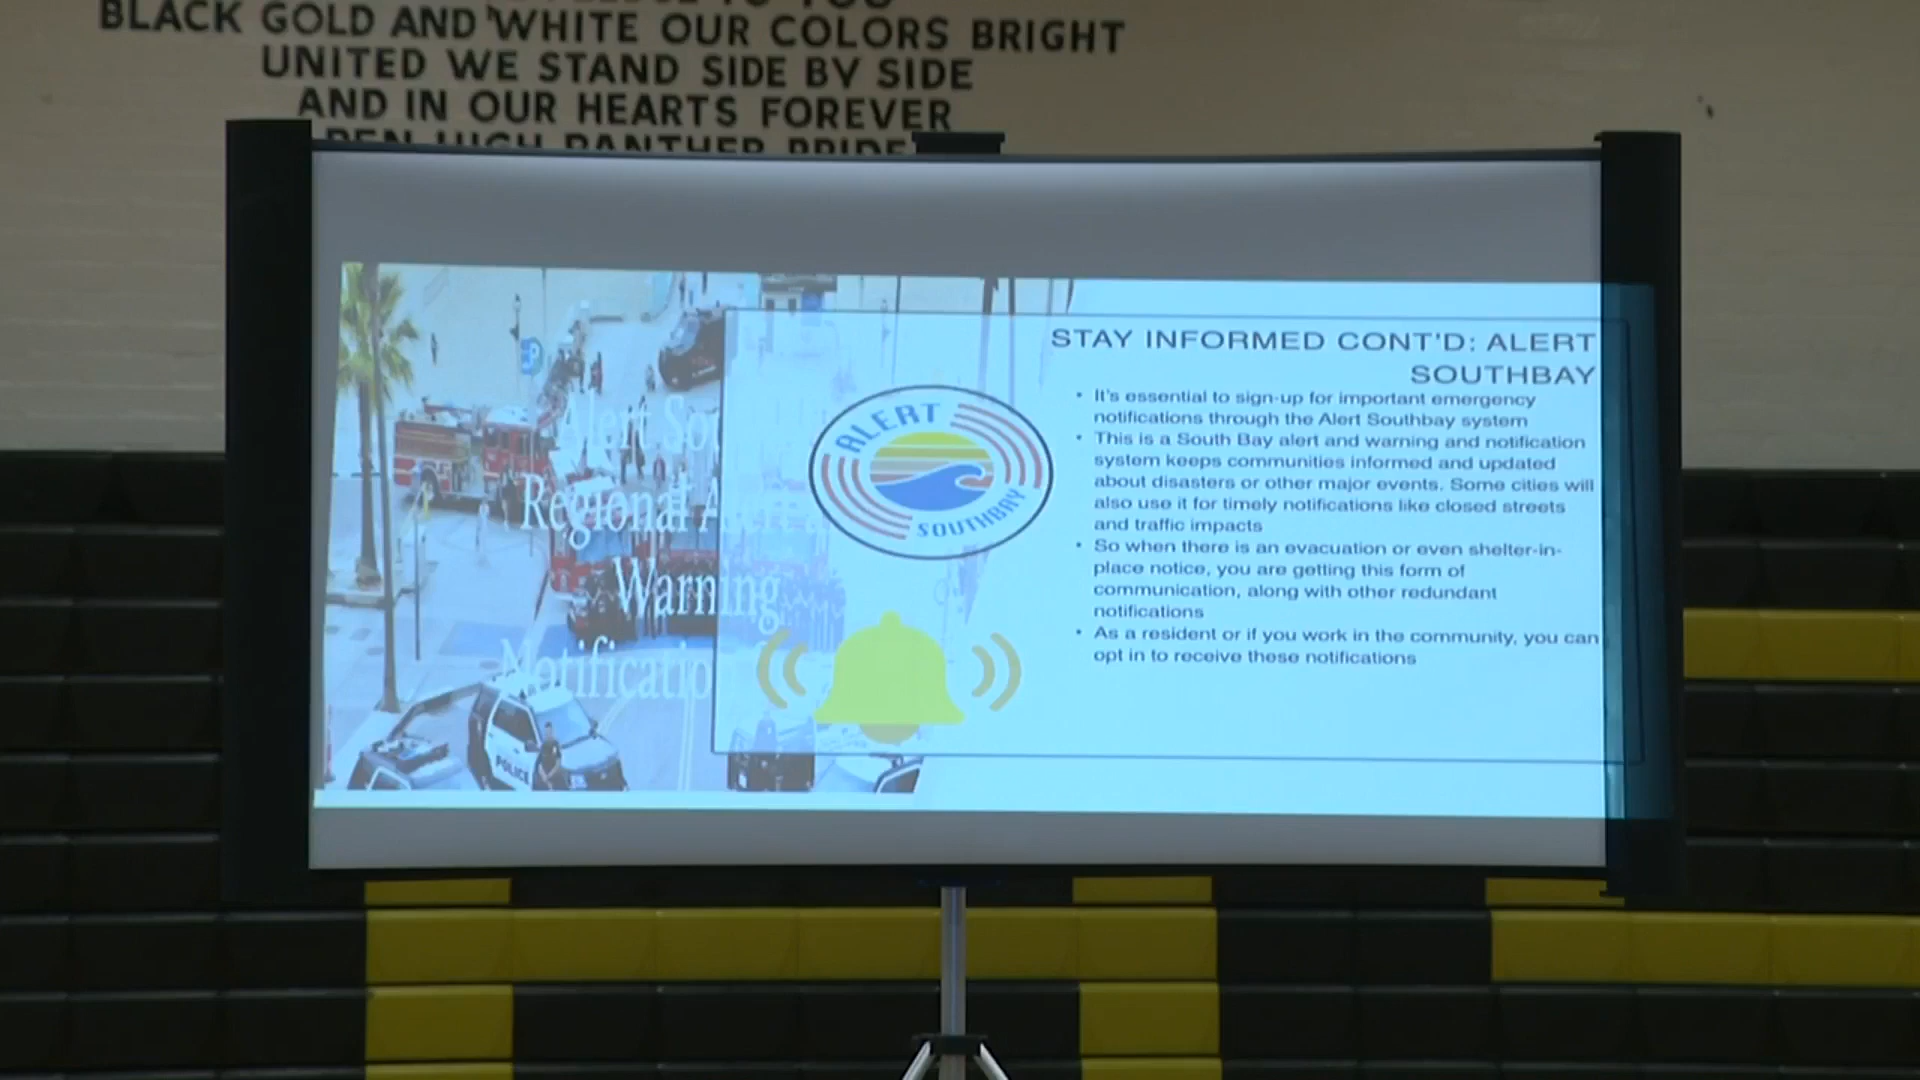 BLACK GOLD AND WHITE OUR COLORS BRIGHT
UNITED WE STAND SIDE BY SIDE
AND IN OUR HEARTS FOREVER
PEN HIGH PANTHER PRIDE
STAY INFORMED CONT'D: ALERT
SOUTHBAY
• It's essential to sign-up for important emergency
notifications through the Alert Southbay system
• This is a South Bay alert and warning and notification
system keeps communities informed and updated
about disasters or other major events. Some cities will
also use it for timely notifications like closed streets
and traffic impacts
• So when there is an evacuation or even shelter-in-
place notice, you are getting this form of
communication, along with other redundant
notifications
• As a resident or if you work in the community, you can
opt in to receive these notifications
ALERT
SOUTHBAY
Alert
Regional
Warning
Notification
P
POLICE